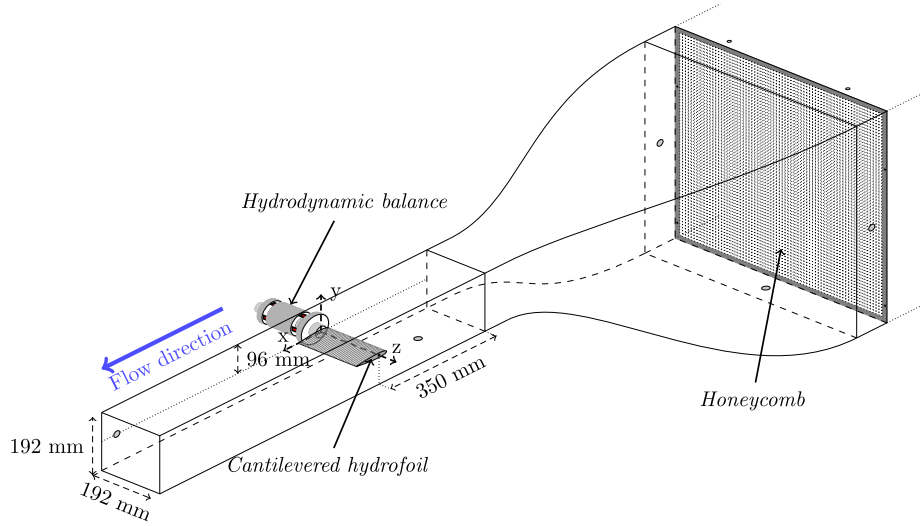 Hydrodynamic balance
y
x
z
Flow direction
96 mm
350 mm
Honeycomb
192 mm
Cantilevered hydrofoil
192 mm